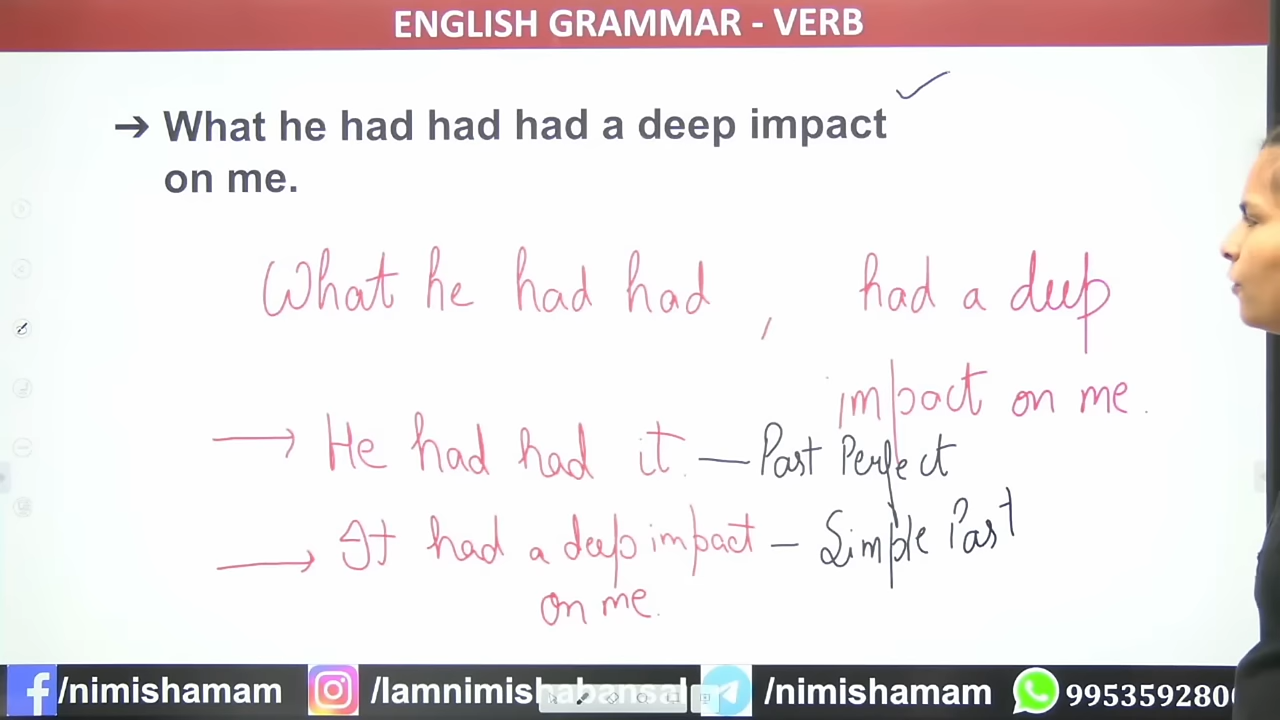 ENGLISH GRAMMAR - VERB
➔ What he had had had a deep impact
on me.
What he had had , had a deep
impact on me.
→ He had had it. — Past Perfect
→ It had a deep impact — Simple Past
on me.
/nimishamam /Iamnimishabansal /nimishamam 995359280